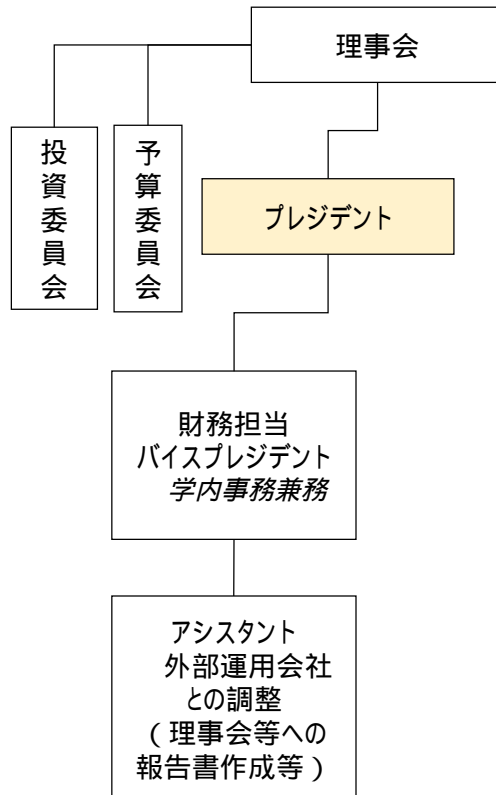 理事会
投資委員会
予算委員会
プレジデント
財務担当
バイスプレジデント
学内事務兼務
アシスタント
外部運用会社
との調整
（理事会等への
報告書作成等）